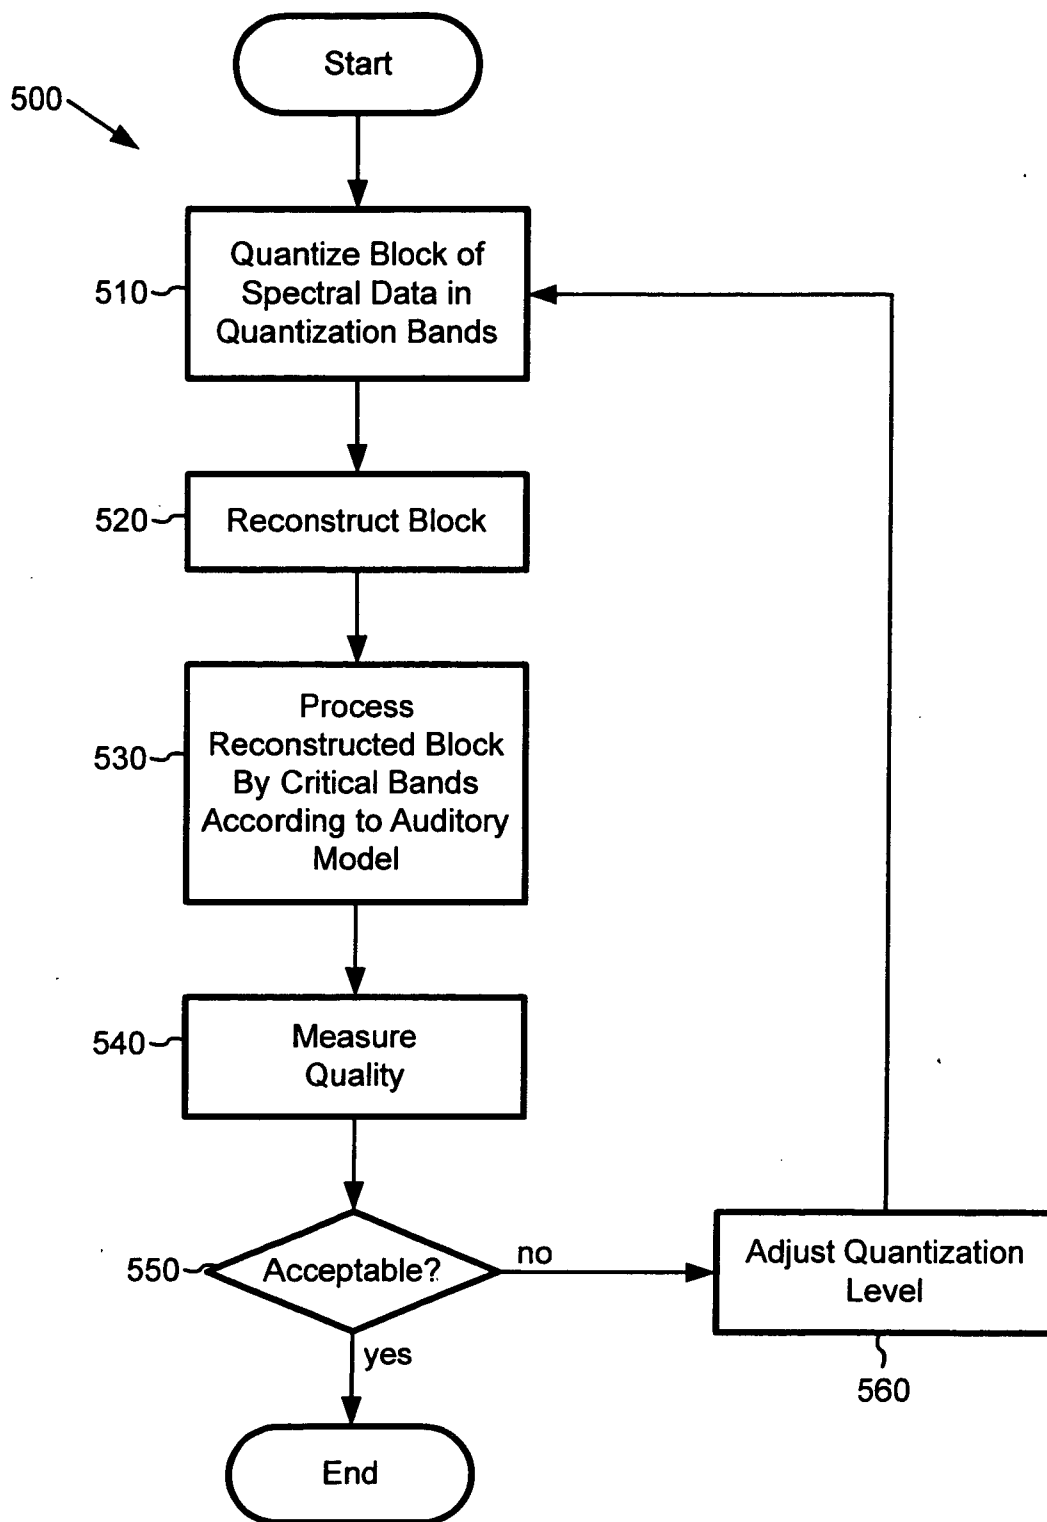 Start
500
510
Quantize Block of
Spectral Data in
Quantization Bands
520
Reconstruct Block
530
Process
Reconstructed Block
By Critical Bands
According to Auditory
Model
540
Measure
Quality
550
Acceptable?
no
Adjust Quantization
Level
560
yes
End